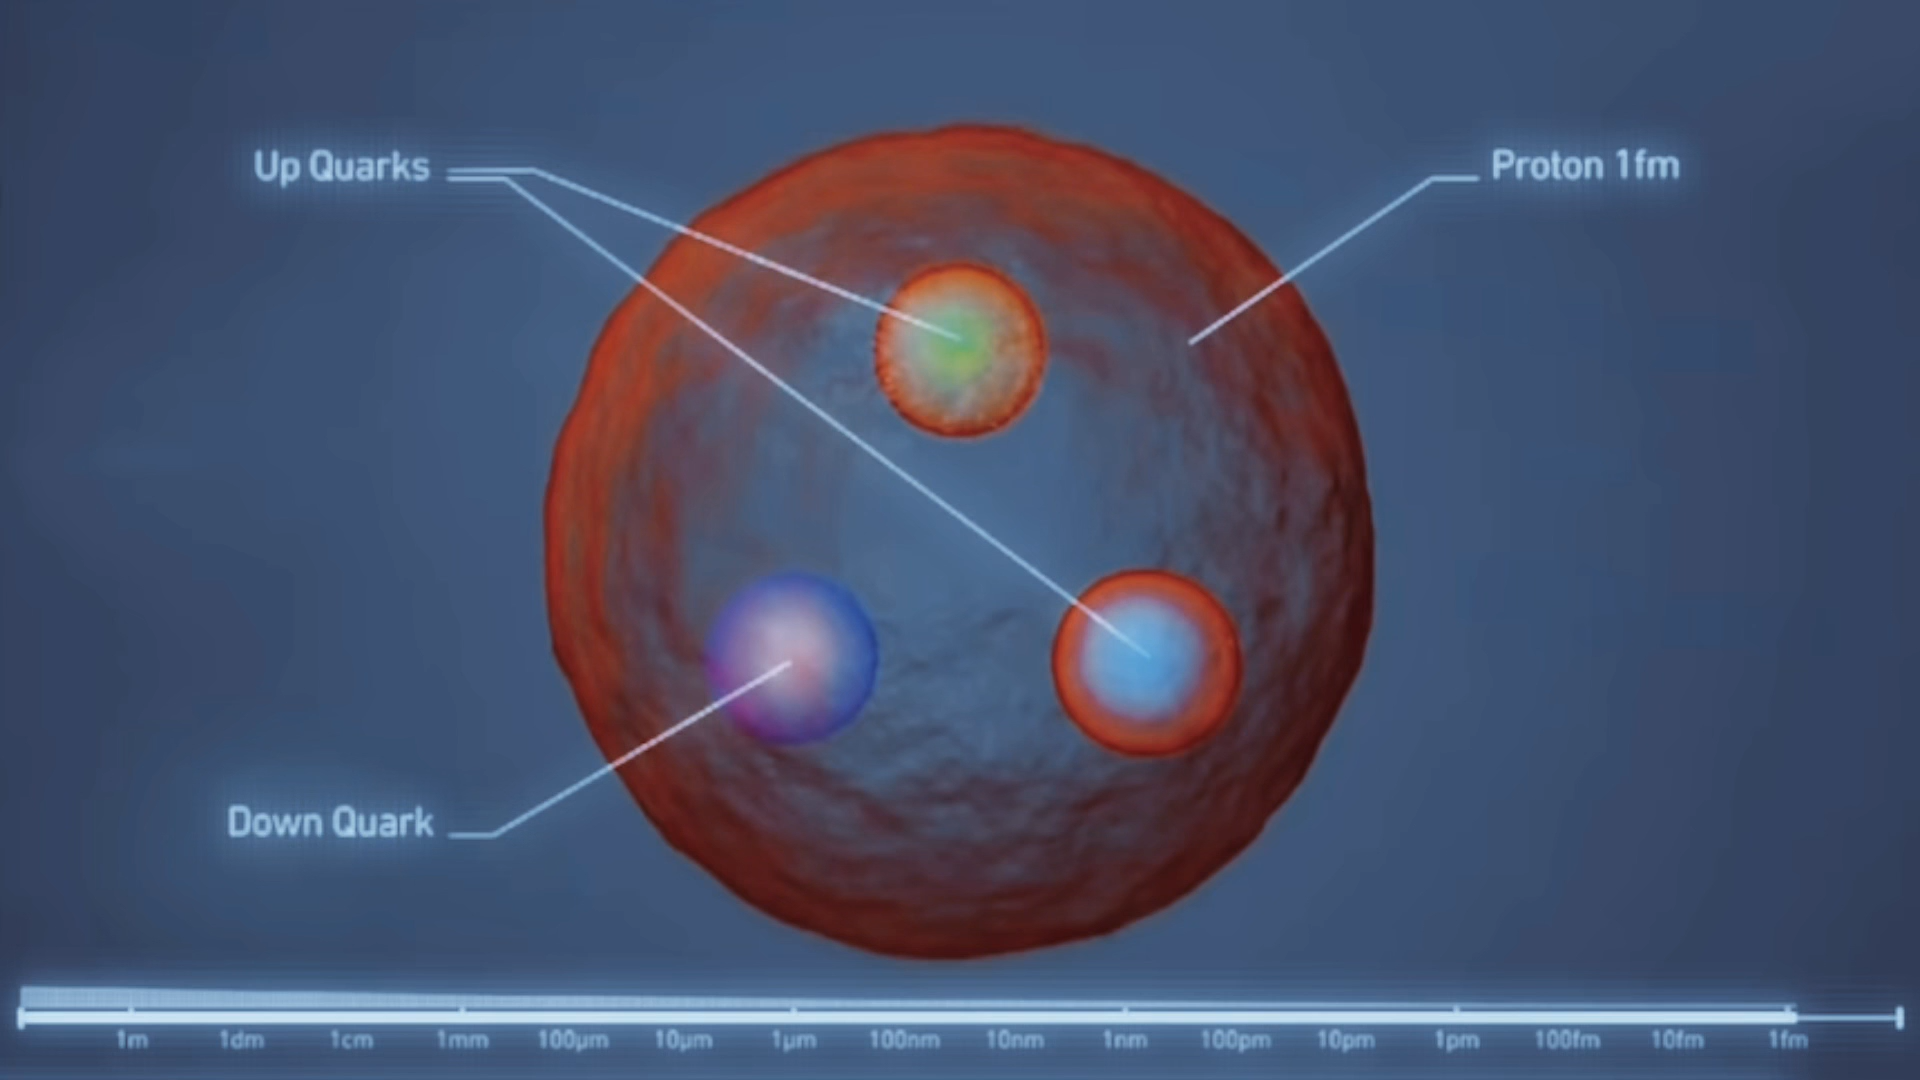 Up Quarks
Proton 1fm
Down Quark
1m 1dm 1cm 1mm 100µm 10µm 1µm 100nm 10nm 1nm 100pm 10pm 1pm 100fm 10fm 1fm